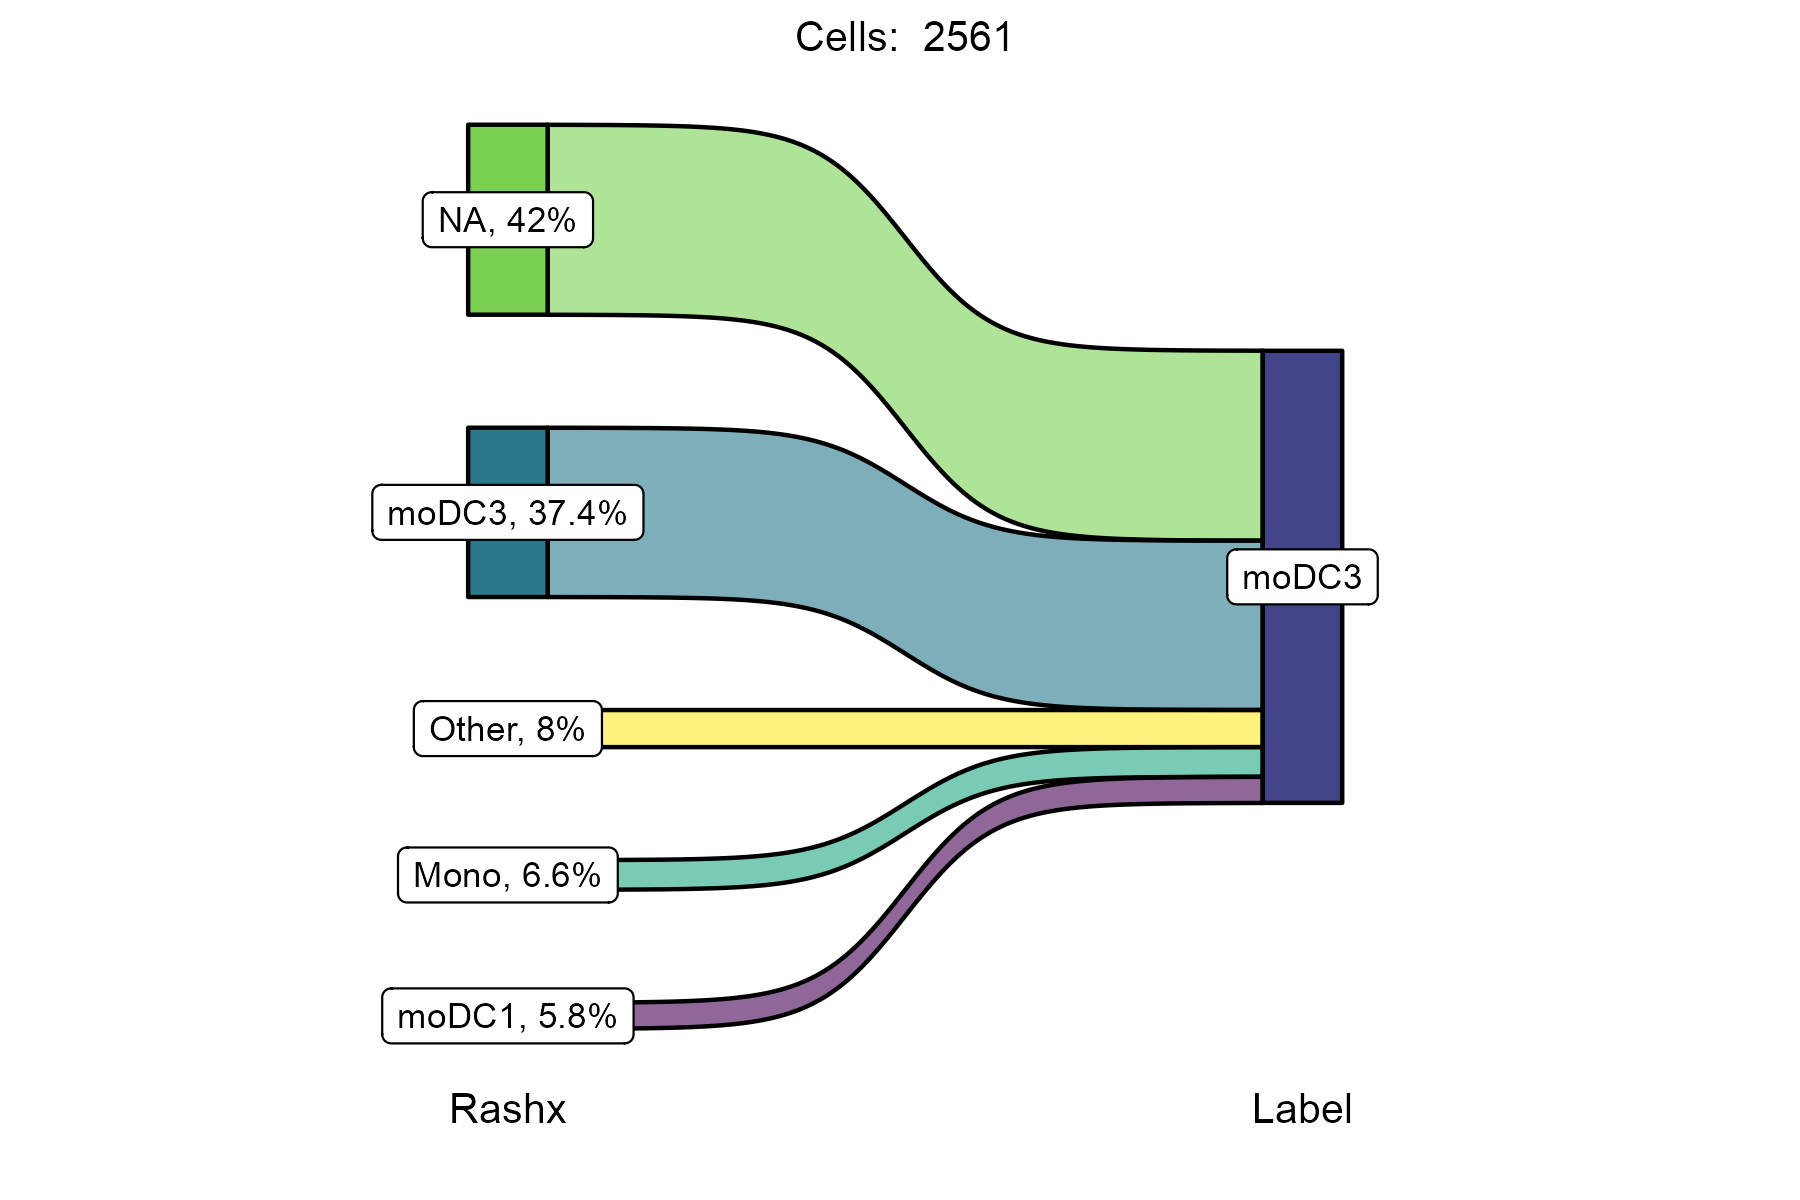 Cells:  2561
NA, 42%
moDC3, 37.4%
moDC3
Other, 8%
Mono, 6.6%
moDC1, 5.8%
Rashx
Label